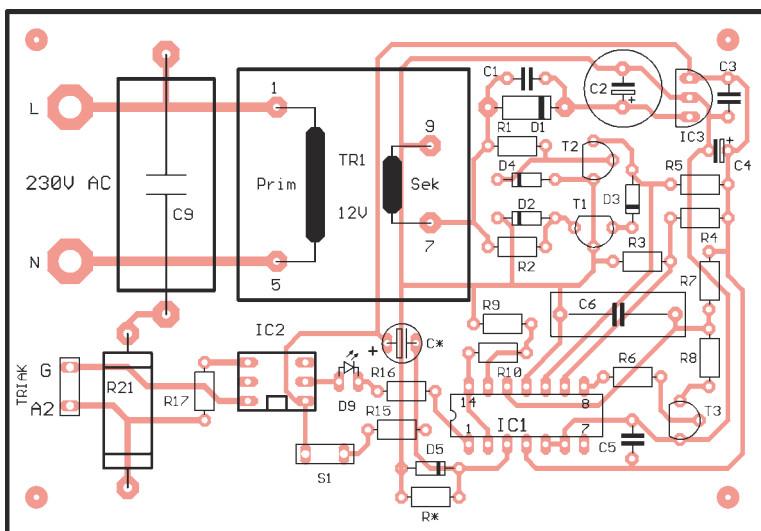 C1
C2
+
C3
1
L
R1
D1
IC3
+
9
T2
C4
TR1
D4
R5
230V AC
Prim
Sek
D3
C9
12V
D2
T1
7
R4
N
5
R2
R3
R7
R9
C6
IC2
C*
+
R8
TRIAK
G
R21
R17
R16
R10
R6
A2
D9
14
8
T3
R15
1
IC1
7
C5
S1
D5
R*